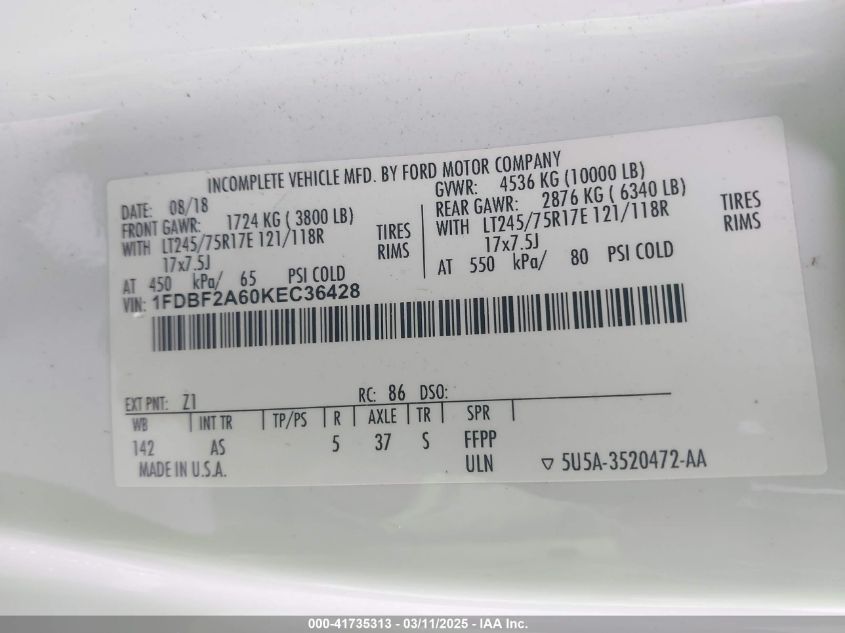 INCOMPLETE VEHICLE MFD. BY FORD MOTOR COMPANY
DATE: 08/18
FRONT GAWR: 1724 KG ( 3800 LB)
WITH LT245/75R17E 121/118R TIRES
17x7.5J RIMS
AT 450 kPa/ 65 PSI COLD
GVWR: 4536 KG (10000 LB)
REAR GAWR: 2876 KG ( 6340 LB)
WITH LT245/75R17E 121/118R TIRES
17x7.5J RIMS
AT 550 kPa/ 80 PSI COLD
VIN: 1FDBF2A60KEC36428
EXT PNT: Z1 RC: 86 DSO:
WB INT TR TP/PS R AXLE TR SPR
142 AS 5 37 S FFPP
MADE IN U.S.A. ULN 5U5A-3520472-AA
000-41735313 - 03/11/2025 - IAA Inc.